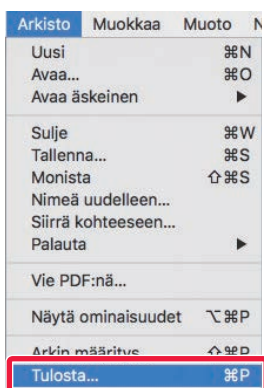 Arkisto Muokkaa Muoto N
Uusi ⌘N
Avaa... ⌘O
Avaa äskeinen ▶
Sulje ⌘W
Tallenna... ⌘S
Monista ⇧⌘S
Nimeä uudelleen...
Siirrä kohteeseen...
Palauta ▶
Vie PDF:nä...
Näytä ominaisuudet ⌥⌘P
Arkin määritys ⇧⌘P
Tulosta... ⌘P